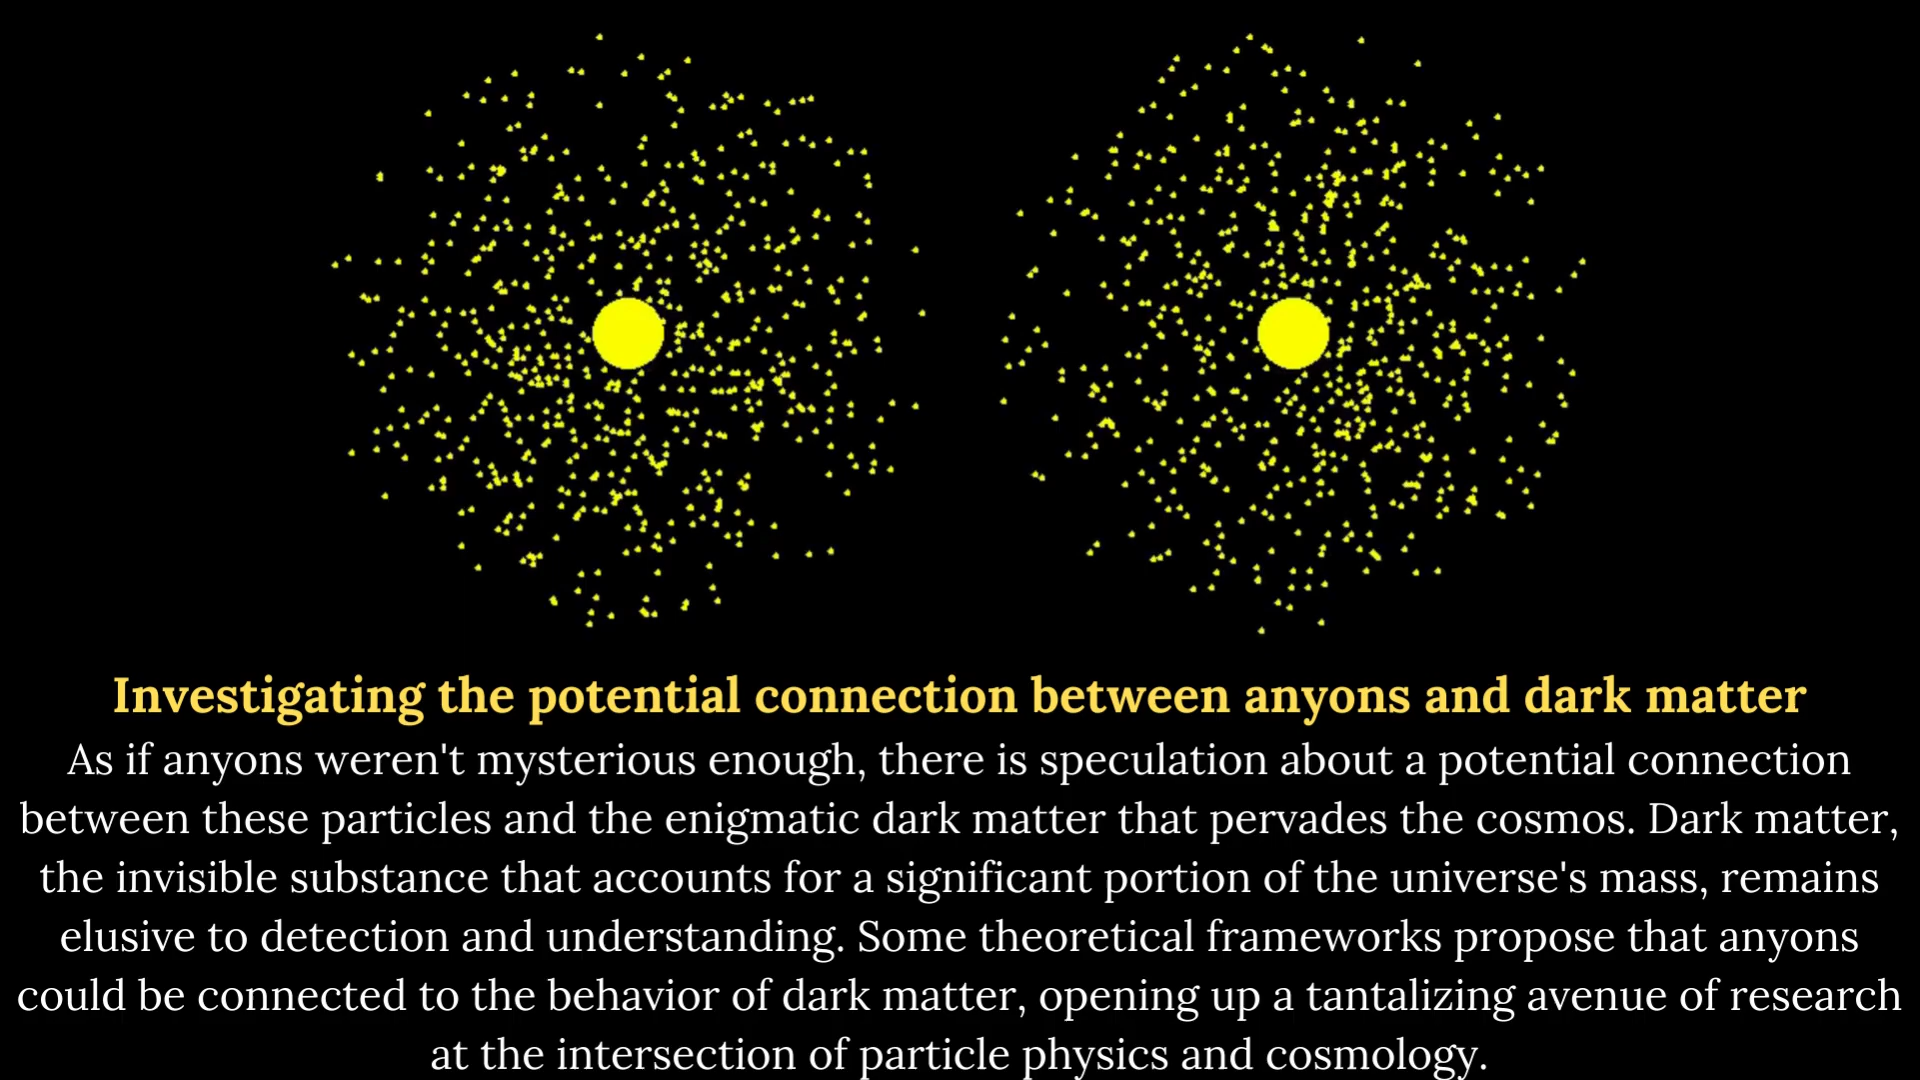 Investigating the potential connection between anyons and dark matter
As if anyons weren't mysterious enough, there is speculation about a potential connection
between these particles and the enigmatic dark matter that pervades the cosmos. Dark matter,
the invisible substance that accounts for a significant portion of the universe's mass, remains
elusive to detection and understanding. Some theoretical frameworks propose that anyons
could be connected to the behavior of dark matter, opening up a tantalizing avenue of research
at the intersection of particle physics and cosmology.